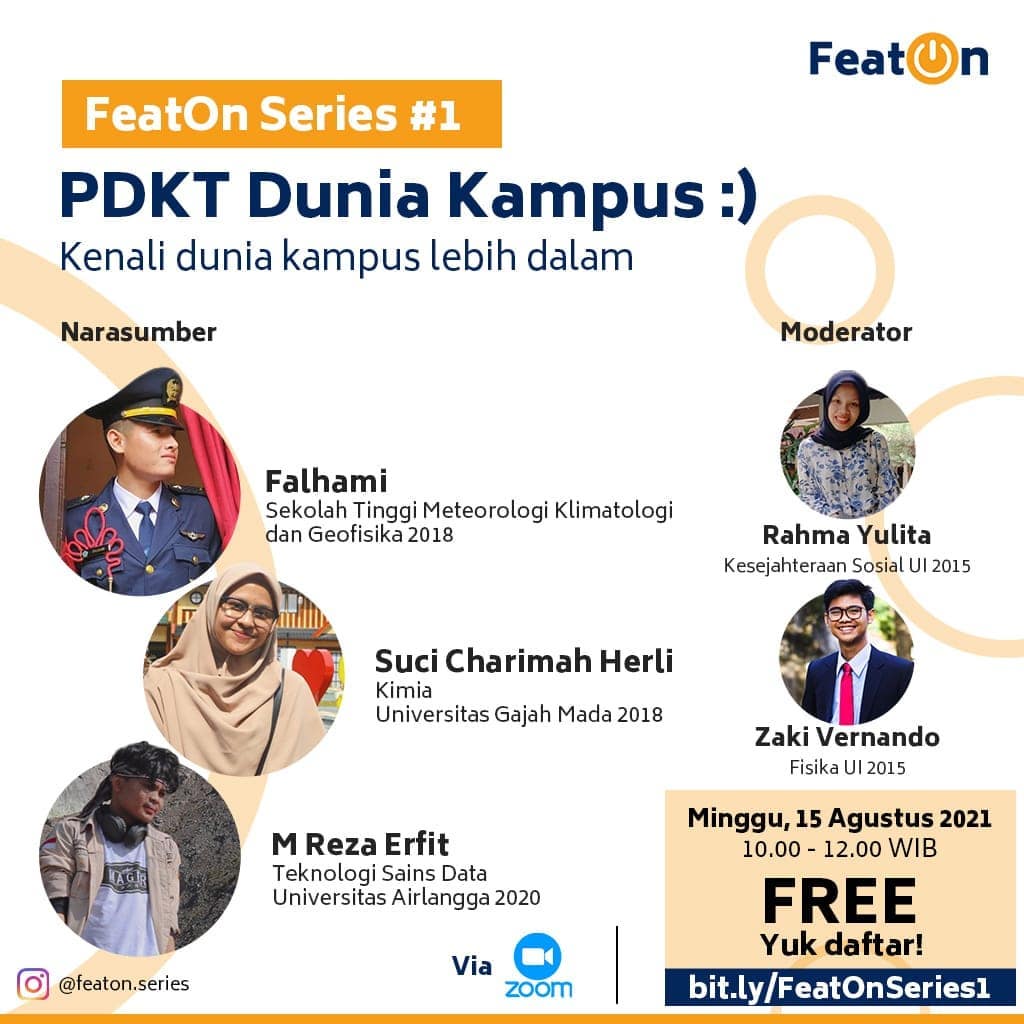 FeatOn
FeatOn Series #1
PDKT Dunia Kampus :)
Kenali dunia kampus lebih dalam
Narasumber
Falhami
Sekolah Tinggi Meteorologi Klimatologi
dan Geofisika 2018
Suci Charimah Herli
Kimia
Universitas Gajah Mada 2018
M Reza Erfit
Teknologi Sains Data
Universitas Airlangga 2020
Moderator
Rahma Yulita
Kesejahteraan Sosial UI 2015
Zaki Vernando
Fisika UI 2015
Minggu, 15 Agustus 2021
10.00 - 12.00 WIB
FREE
Yuk daftar!
bit.ly/FeatOnSeries1
Via
zoom
@featon.series